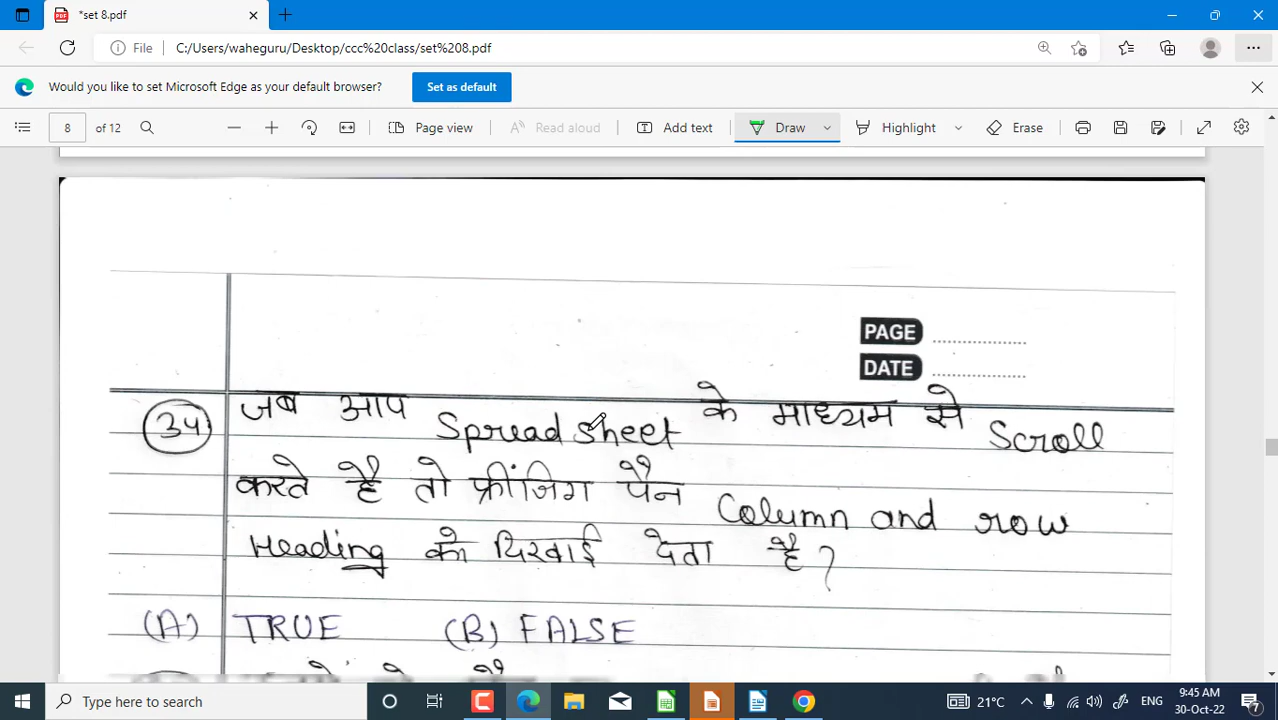 *set 8.pdf
File C:/Users/waheguru/Desktop/ccc%20class/set%208.pdf
Would you like to set Microsoft Edge as your default browser? Set as default
8 of 12 Page view Read aloud Add text Draw Highlight Erase
PAGE
DATE
34 जब आप Spread sheet के माध्यम से Scroll
करते है तो फ्रीजिंग पैन Column and row
Heading को दिखाई देता है?
(A) TRUE (B) FALSE
Type here to search 21°C ENG 9:45 AM
30-Oct-22 7